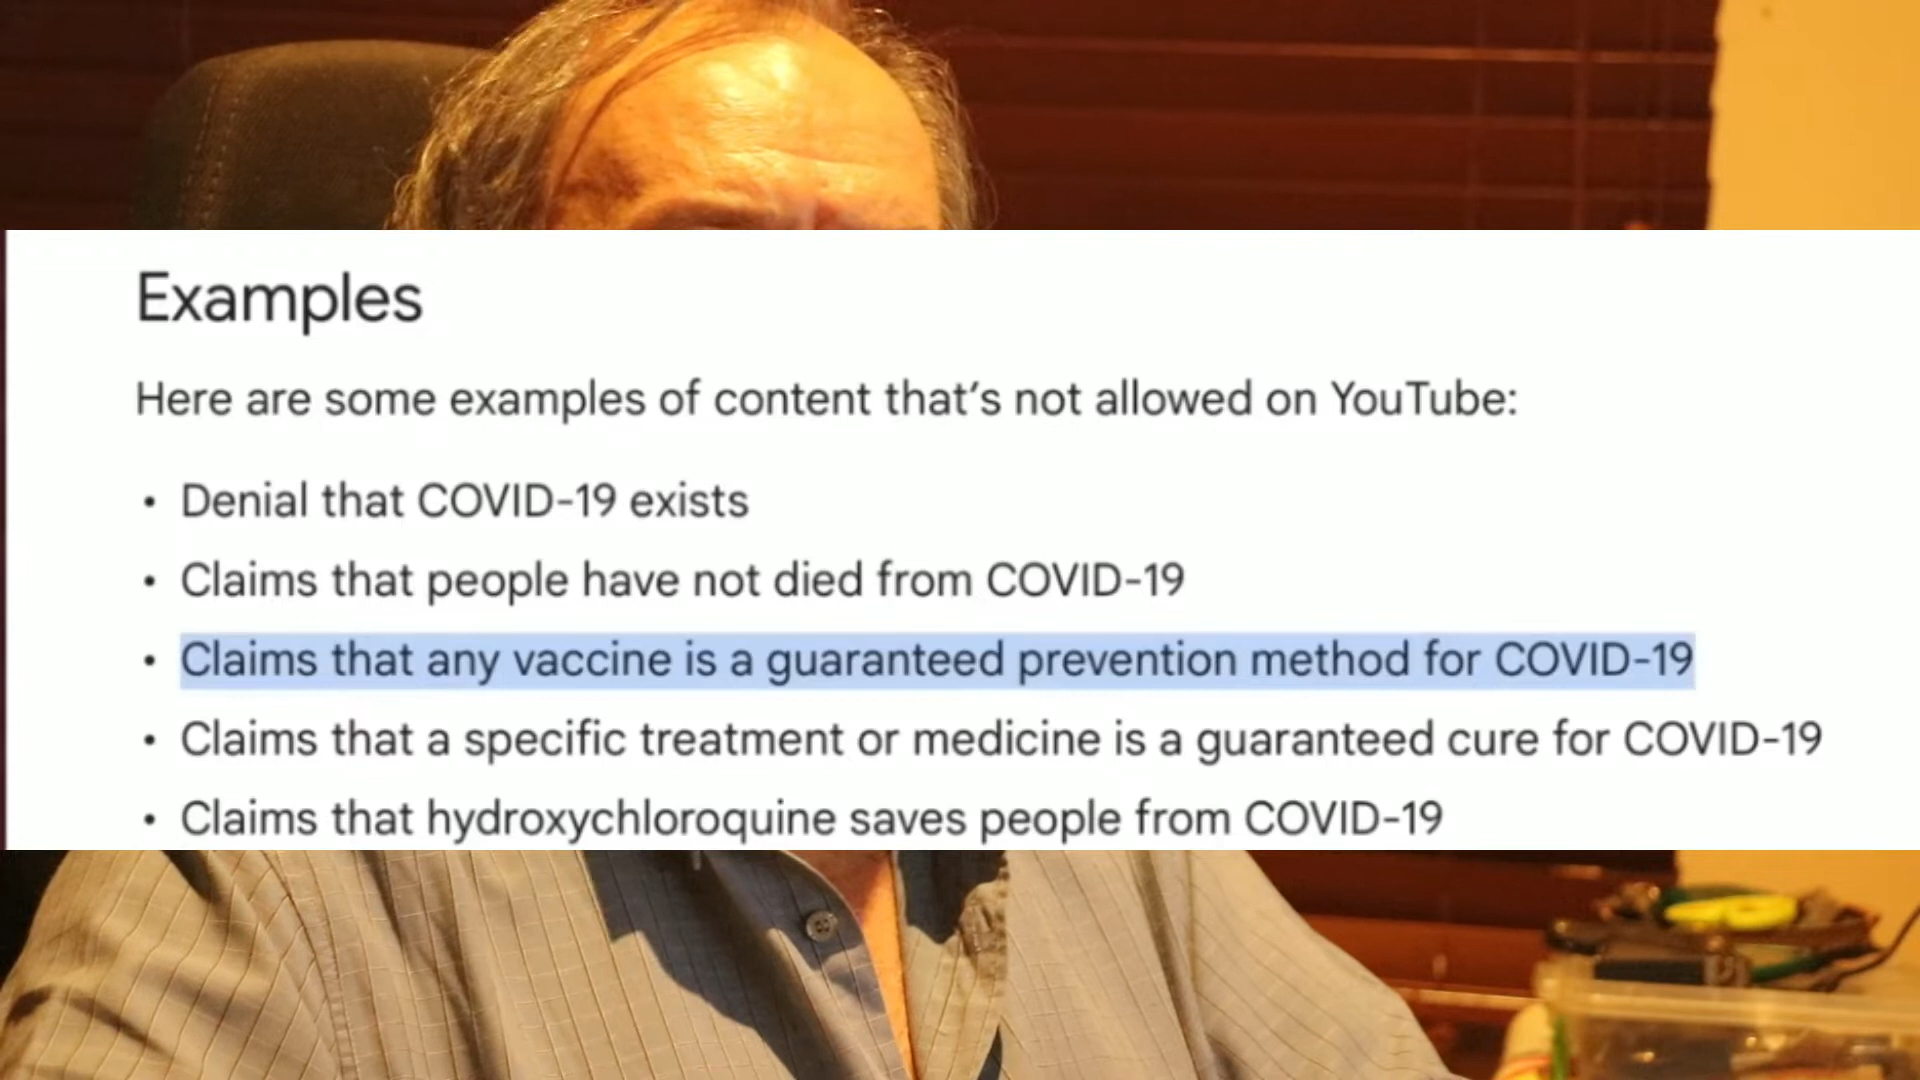 Examples
Here are some examples of content that's not allowed on YouTube:
• Denial that COVID-19 exists
• Claims that people have not died from COVID-19
• Claims that any vaccine is a guaranteed prevention method for COVID-19
• Claims that a specific treatment or medicine is a guaranteed cure for COVID-19
• Claims that hydroxychloroquine saves people from COVID-19